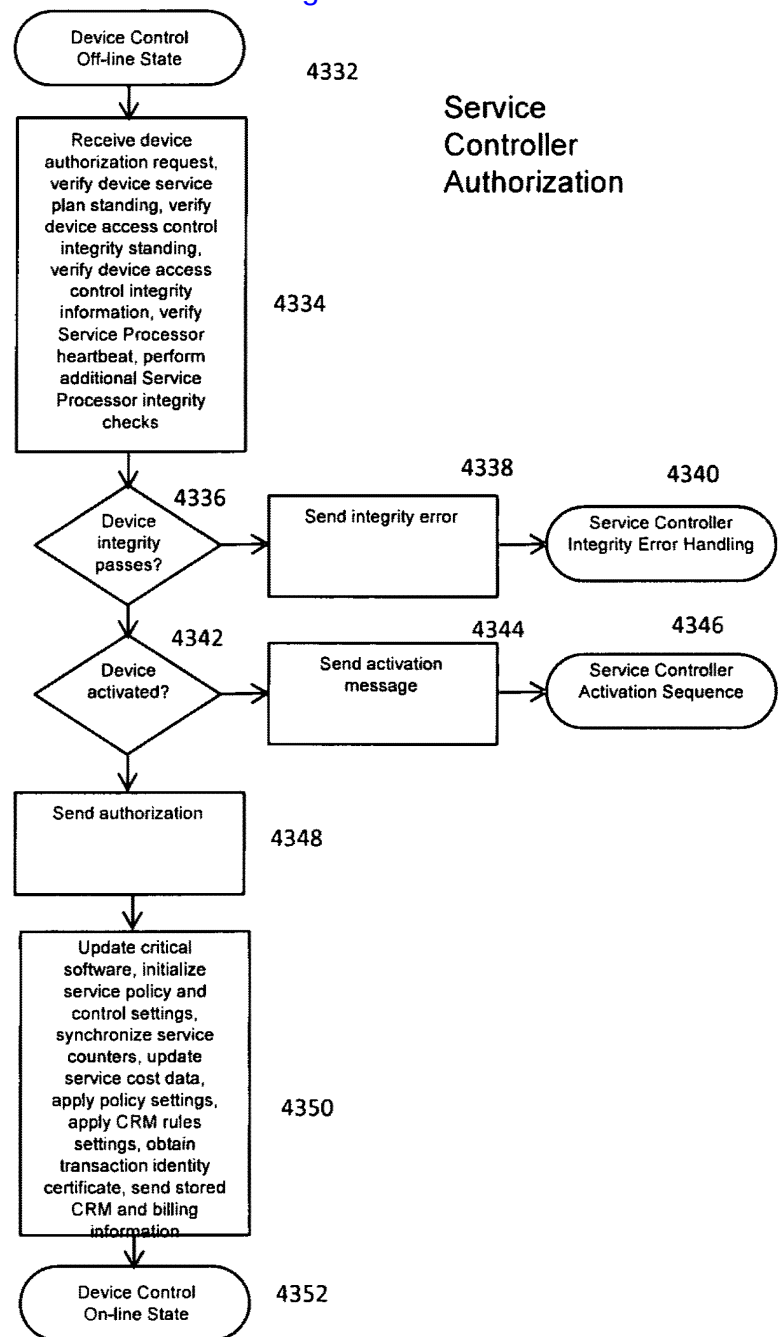 Device Control
Off-line State
4332
Service
Controller
Authorization
Receive device
authorization request,
verify device service
plan standing, verify
device access control
integrity standing,
verify device access
control integrity
information, verify
Service Processor
heartbeat, perform
additional Service
Processor integrity
checks
4334
4336
Device
integrity
passes?
4338
Send integrity error
4340
Service Controller
Integrity Error Handling
4342
Device
activated?
4344
Send activation
message
4346
Service Controller
Activation Sequence
Send authorization
4348
Update critical
software, initialize
service policy and
control settings,
synchronize service
counters, update
service cost data,
apply policy settings,
apply CRM rules
settings, obtain
transaction identity
certificate, send stored
CRM and billing
information
4350
Device Control
On-line State
4352